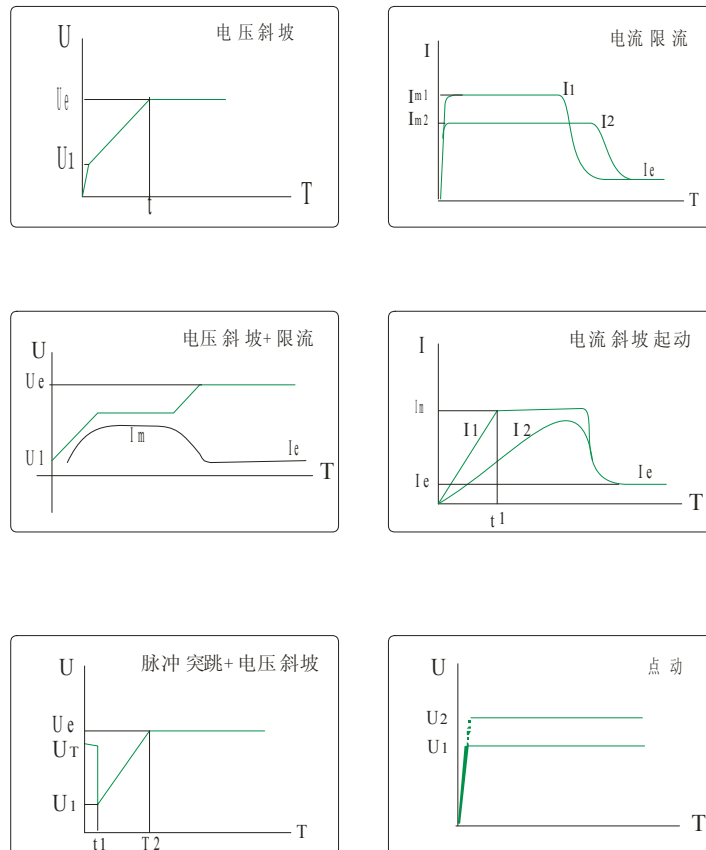 电压斜坡
U
Ue
U1
t
T
电流限流
I
Im1
Im2
I1
I2
Ie
T
电压斜坡+限流
U
Ue
U1
Im
Ie
T
电流斜坡起动
I
Im
I1
I2
Ie
Ie
t1
T
脉冲突跳+电压斜坡
U
Ue
UT
U1
t1
T2
T
点动
U
U2
U1
T